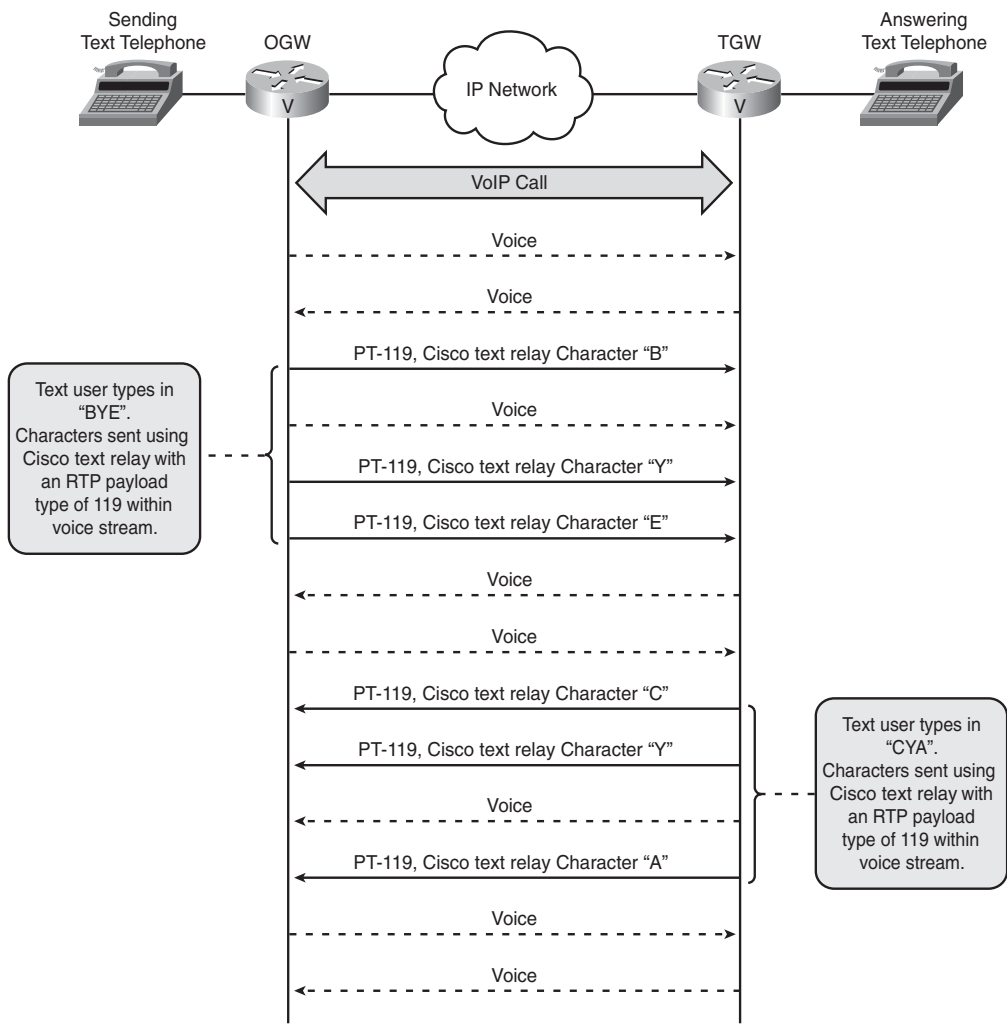 Sending
Text Telephone
OGW
TGW
Answering
Text Telephone
IP Network
V
V
VoIP Call
Voice
Voice
PT-119, Cisco text relay Character “B”
Text user types in
“BYE”.
Characters sent using
Cisco text relay with
an RTP payload
type of 119 within
voice stream.
Voice
PT-119, Cisco text relay Character “Y”
PT-119, Cisco text relay Character “E”
Voice
Voice
PT-119, Cisco text relay Character “C”
PT-119, Cisco text relay Character “Y”
Text user types in
“CYA”.
Characters sent using
Cisco text relay with
an RTP payload
type of 119 within
voice stream.
Voice
PT-119, Cisco text relay Character “A”
Voice
Voice